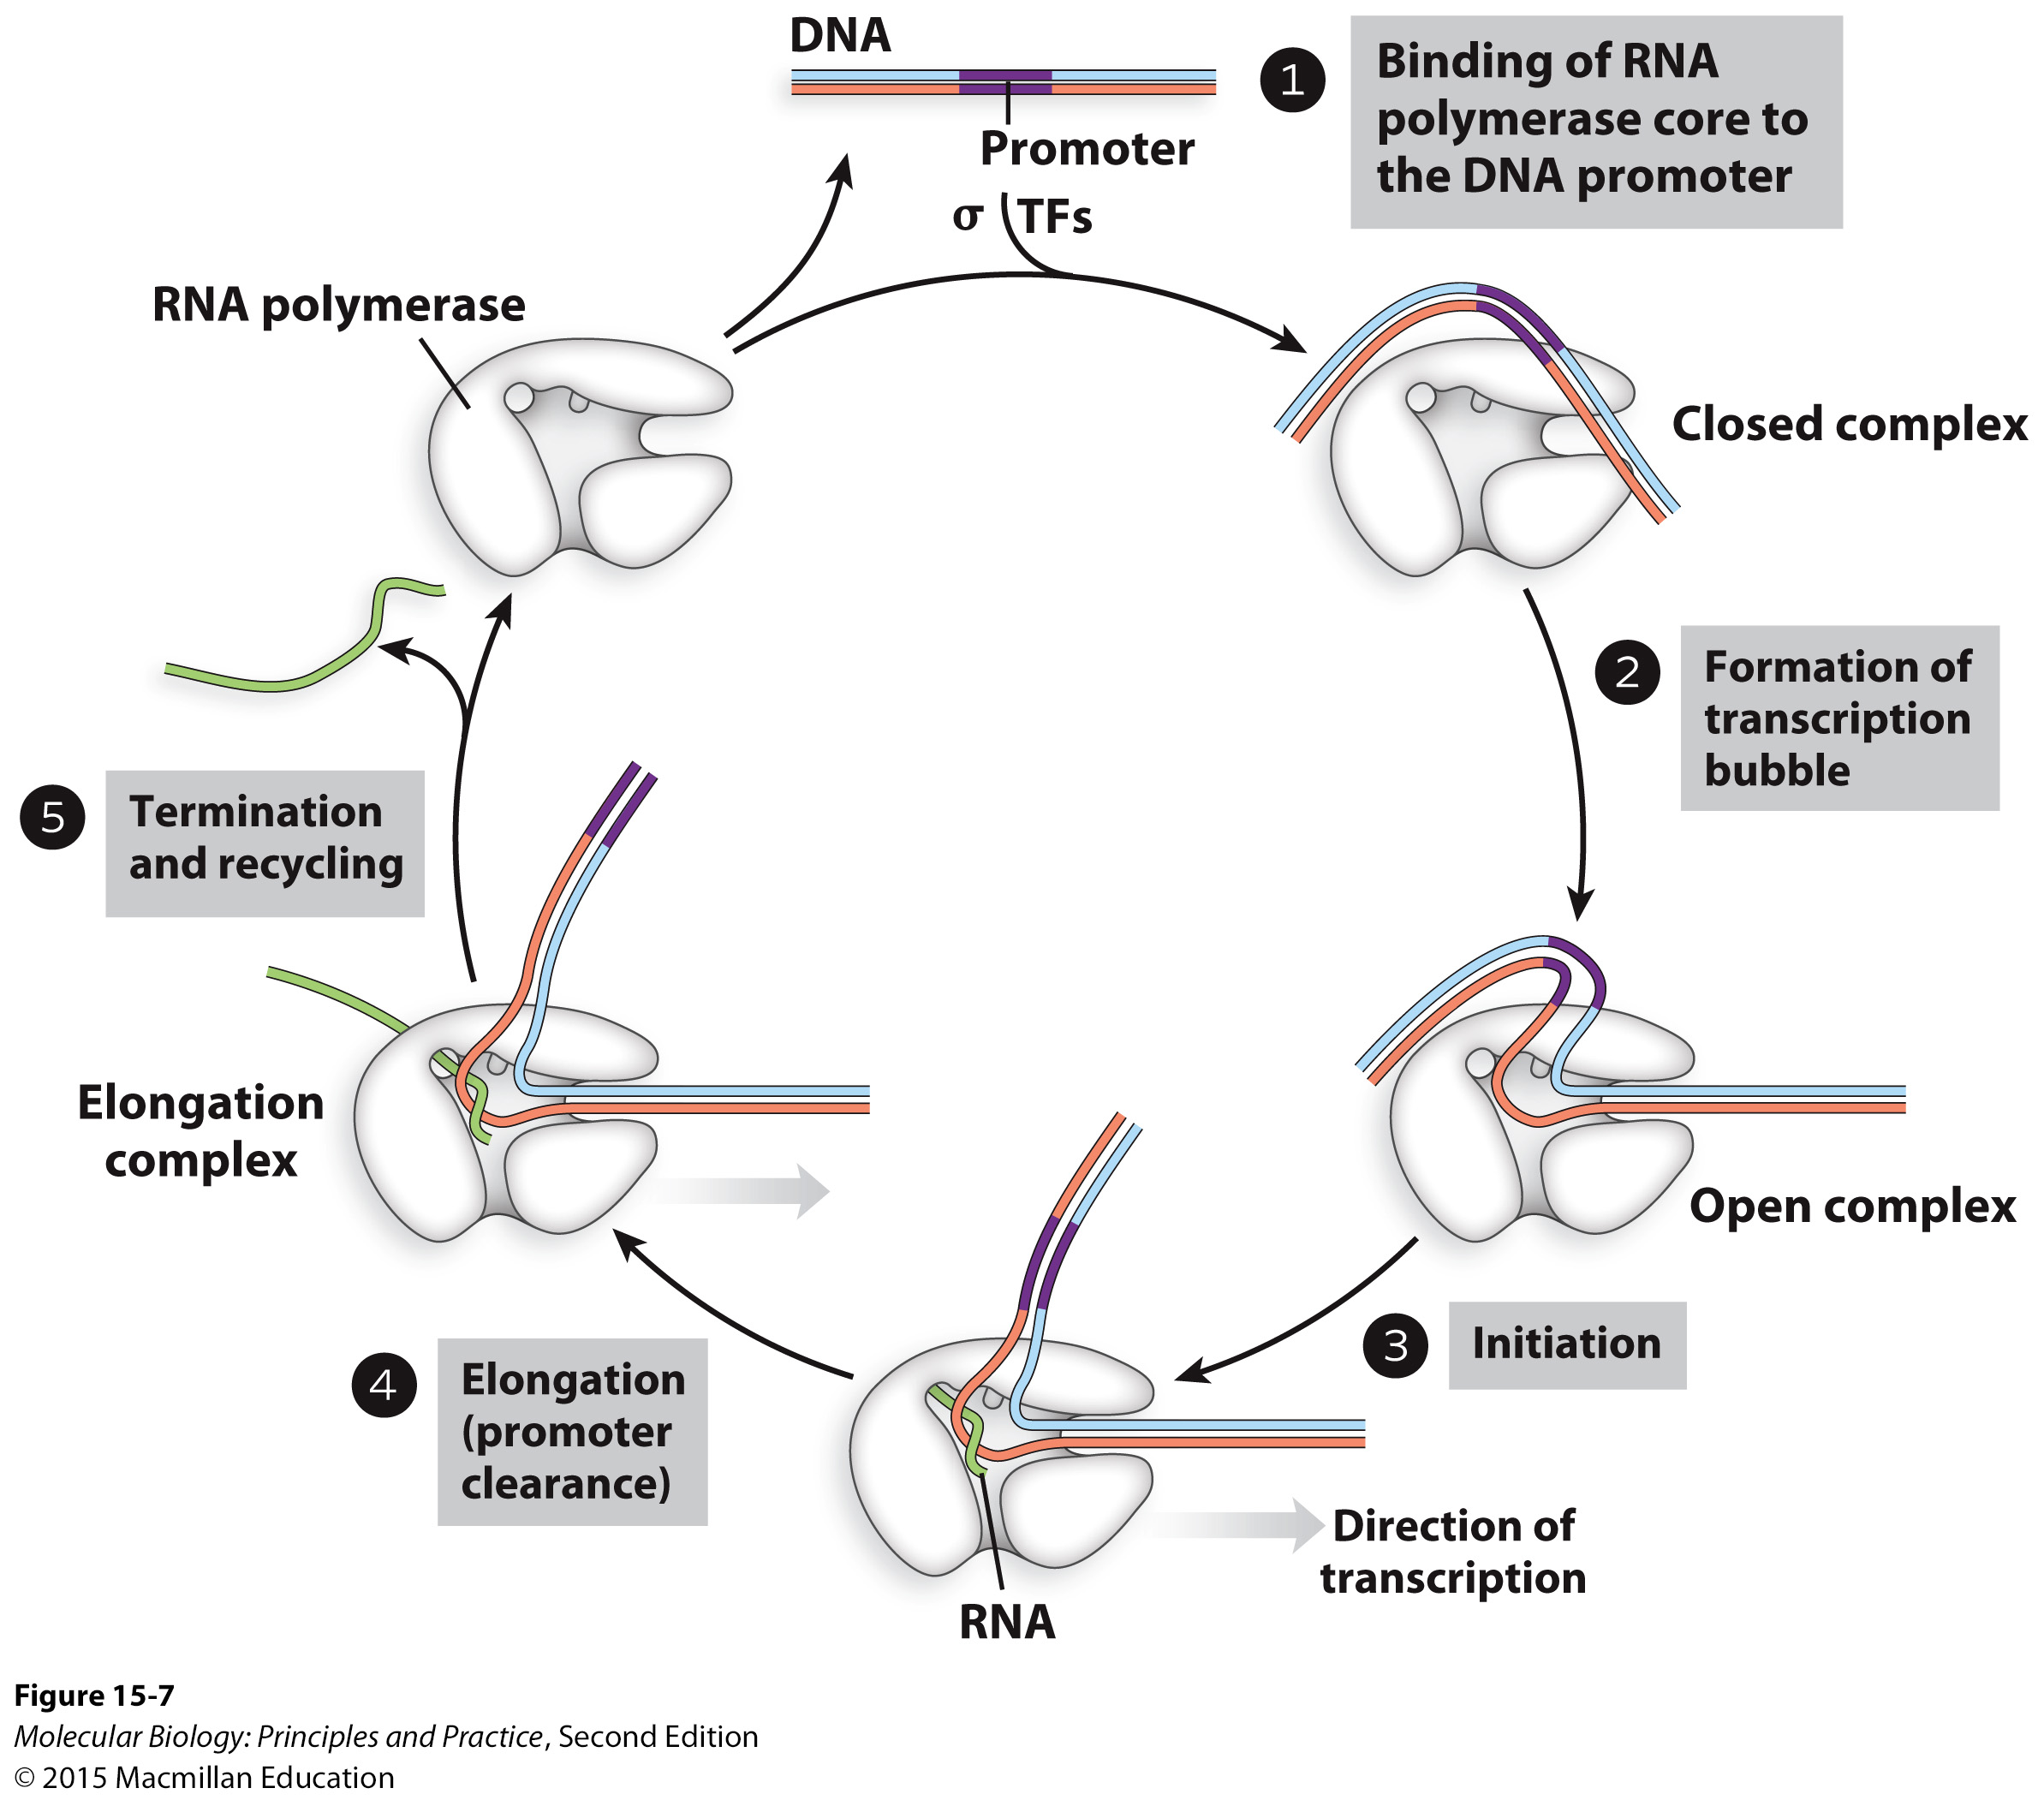 DNA
Promoter
σ TFs
1
Binding of RNA
polymerase core to
the DNA promoter
RNA polymerase
Closed complex
2
Formation of
transcription
bubble
5
Termination
and recycling
Elongation
complex
Open complex
3
Initiation
4
Elongation
(promoter
clearance)
Direction of
transcription
RNA
Figure 15-7
Molecular Biology: Principles and Practice, Second Edition
© 2015 Macmillan Education